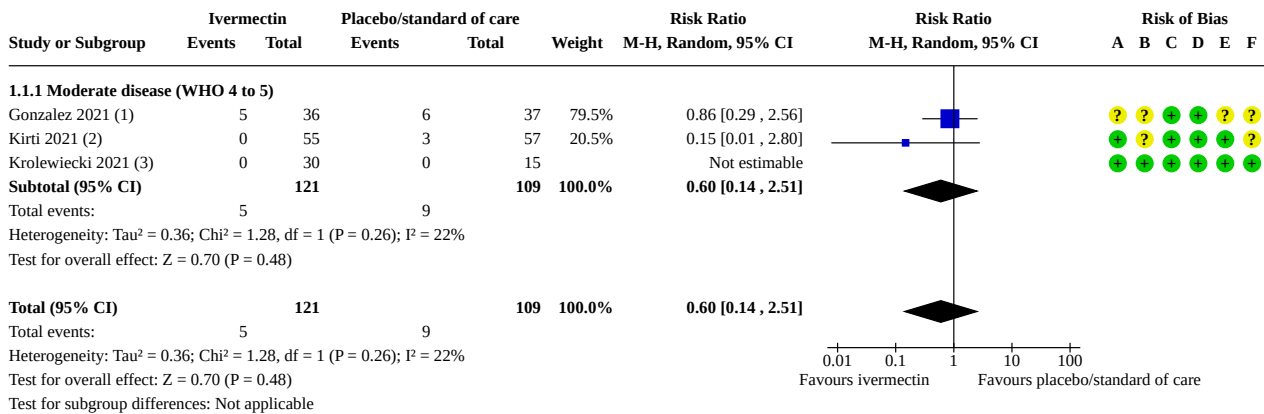 Ivermectin Placebo/standard of care Risk Ratio Risk Ratio Risk of Bias
Study or Subgroup Events Total Events Total Weight M-H, Random, 95% CI M-H, Random, 95% CI A B C D E F
1.1.1 Moderate disease (WHO 4 to 5)
Gonzalez 2021 (1) 5 36 6 37 79.5% 0.86 [0.29 , 2.56] ? ? + + ? ?
Kirti 2021 (2) 0 55 3 57 20.5% 0.15 [0.01 , 2.80] + ? + + + ?
Krolewiecki 2021 (3) 0 30 0 15 Not estimable + + + + + +
Subtotal (95% CI) 121 109 100.0% 0.60 [0.14 , 2.51]
Total events: 5 9
Heterogeneity: Tau² = 0.36; Chi² = 1.28, df = 1 (P = 0.26); I² = 22%
Test for overall effect: Z = 0.70 (P = 0.48)
Total (95% CI) 121 109 100.0% 0.60 [0.14 , 2.51]
Total events: 5 9
Heterogeneity: Tau² = 0.36; Chi² = 1.28, df = 1 (P = 0.26); I² = 22%
0.01 0.1 1 10 100
Test for overall effect: Z = 0.70 (P = 0.48) Favours ivermectin Favours placebo/standard of care
Test for subgroup differences: Not applicable